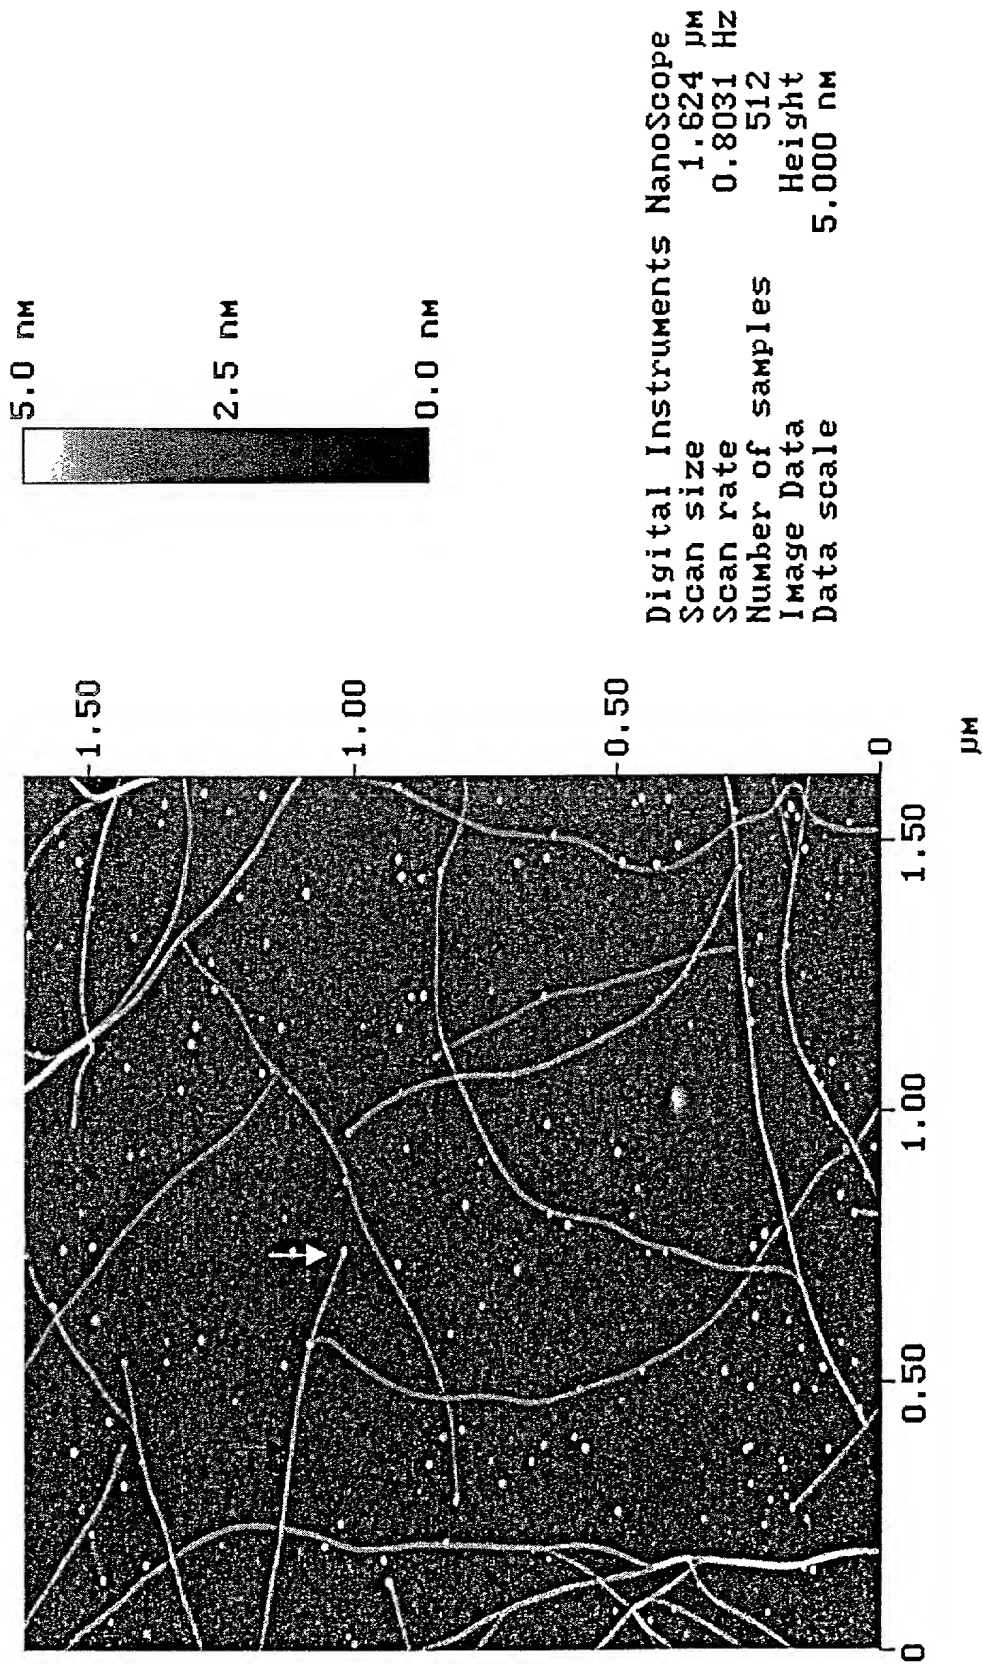 5.0 nM
2.5 nM
0.0 nM
Digital Instruments NanoScope
Scan size 1.624 µM
Scan rate 0.8031 Hz
Number of samples 512
Image Data Height
Data scale 5.000 nM
1.50
1.00
0.50
0
0
0.50
1.00
1.50
µM